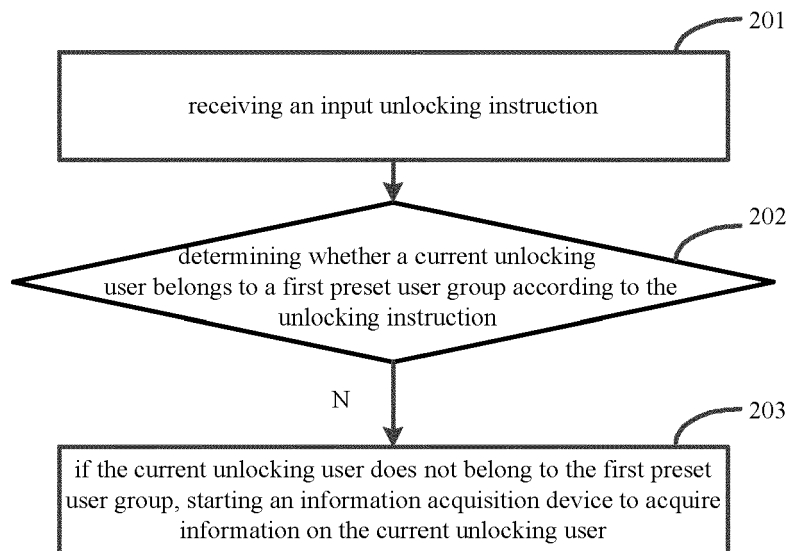 201
receiving an input unlocking instruction
202
determining whether a current unlocking
user belongs to a first preset user group according to the
unlocking instruction
N
203
if the current unlocking user does not belong to the first preset
user group, starting an information acquisition device to acquire
information on the current unlocking user